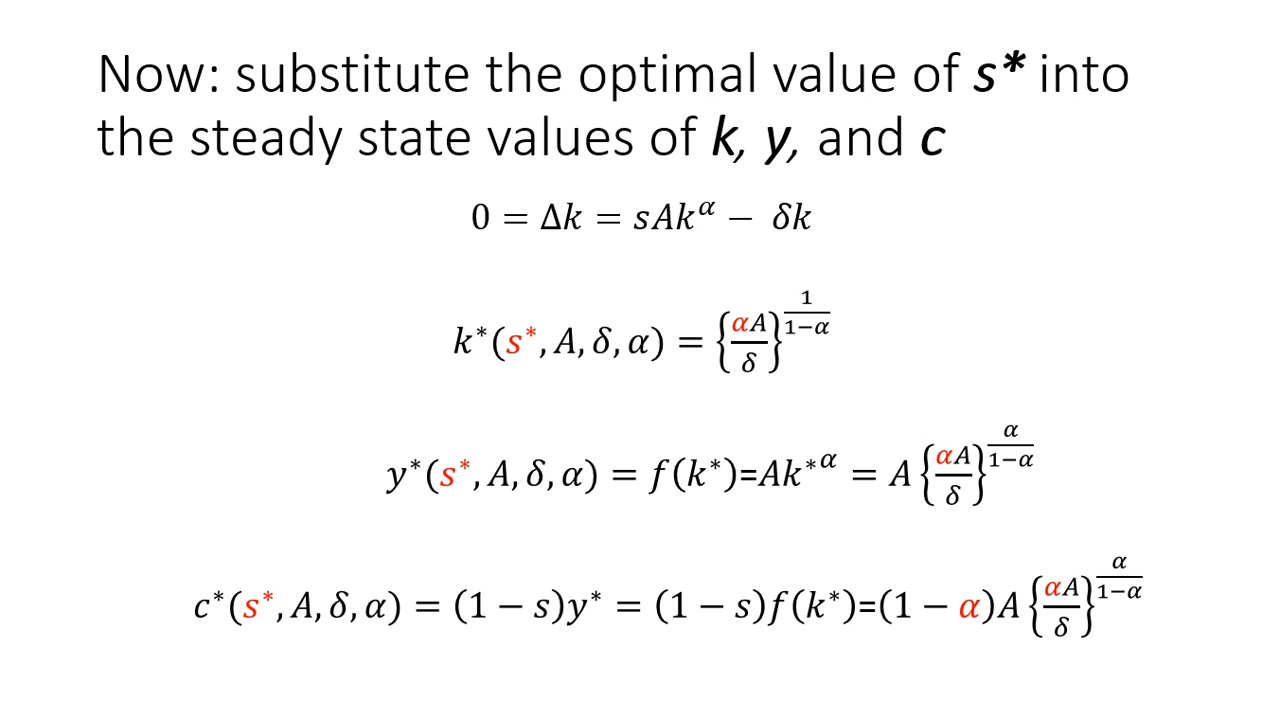 Now: substitute the optimal value of s* into
the steady state values of k, y, and c
0 = Δk = sAk^α − δk
k*(s*, A, δ, α) = {αA/δ}^(1/(1−α))
y*(s*, A, δ, α) = f(k*)=Ak*^α = A{αA/δ}^(α/(1−α))
c*(s*, A, δ, α) = (1 − s)y* = (1 − s)f(k*)=(1 − α)A{αA/δ}^(α/(1−α))